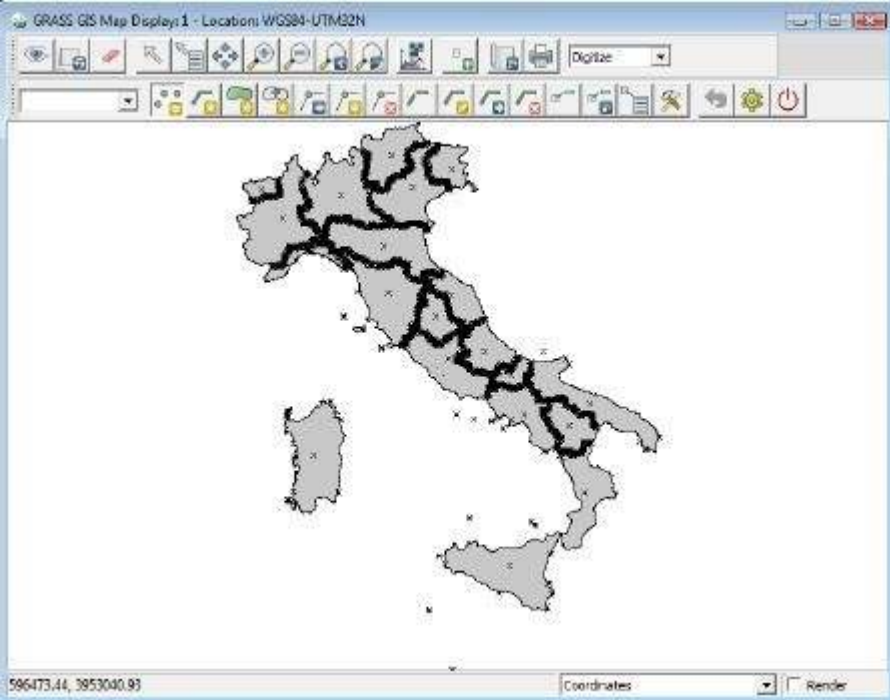 GRASS GIS Map Display: 1 - Location: WGS84-UTM32N
Digitize
596473.44, 3953040.93
Coordinates
Render